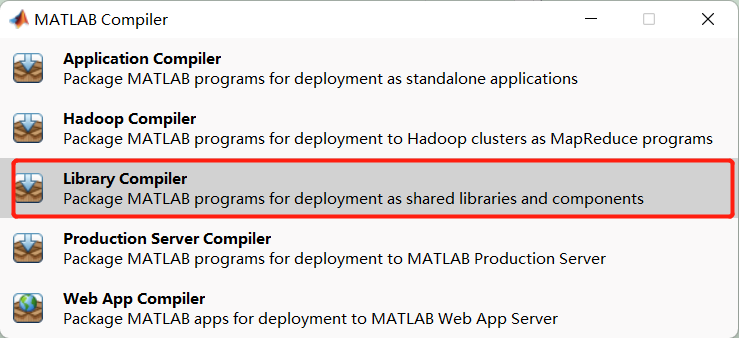 MATLAB Compiler
Application Compiler
Package MATLAB programs for deployment as standalone applications
Hadoop Compiler
Package MATLAB programs for deployment to Hadoop clusters as MapReduce programs
Library Compiler
Package MATLAB programs for deployment as shared libraries and components
Production Server Compiler
Package MATLAB programs for deployment to MATLAB Production Server
Web App Compiler
Package MATLAB apps for deployment to MATLAB Web App Server